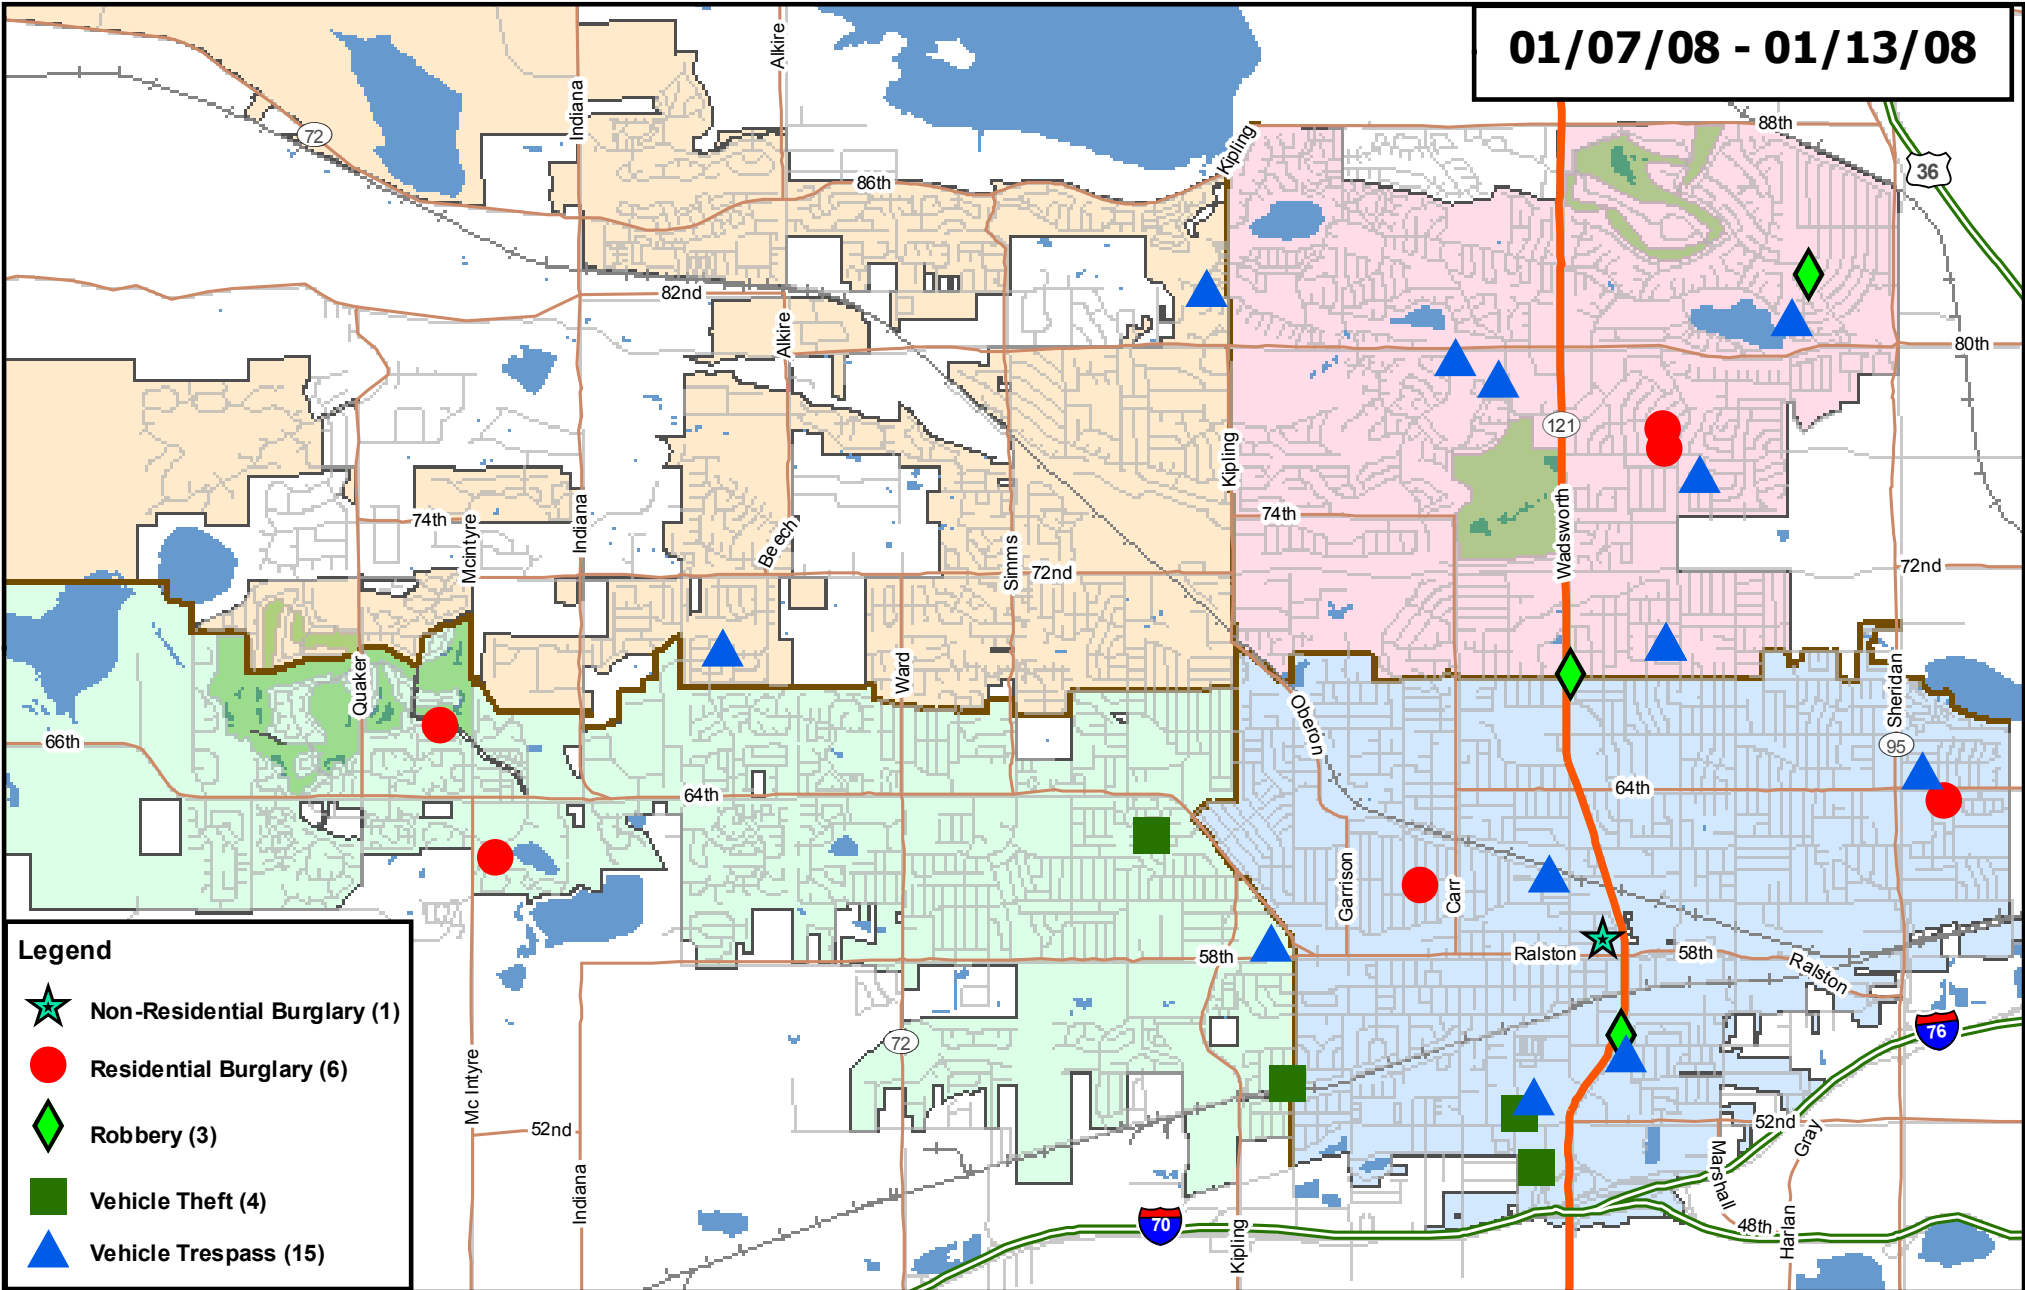 01/07/08 - 01/13/08
Alkire
Indiana
72
Kipling
88th
36
86th
82nd
Alkire
80th
121
Kipling
74th
Mcintyre
Indiana
Beech
Simms
74th
Wadsworth
72nd
72nd
Quaker
Ward
Sheridan
66th
Oberon
95
64th
64th
Garrison
Carr
58th
Ralston
58th
Ralston
72
76
Mc Intyre
52nd
52nd
Gray
Marshall
Indiana
70
Kipling
48th
Harlan
Legend
Non-Residential Burglary (1)
Residential Burglary (6)
Robbery (3)
Vehicle Theft (4)
Vehicle Trespass (15)